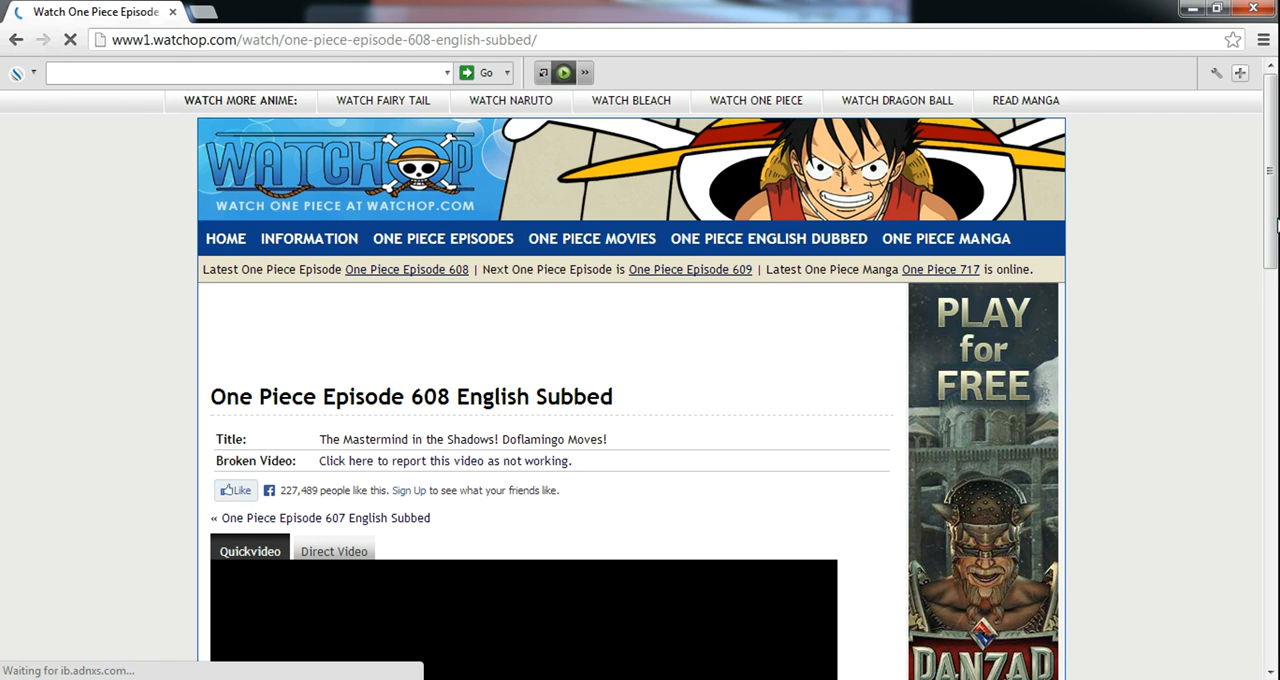 Watch One Piece Episode
www1.watchop.com/watch/one-piece-episode-608-english-subbed/
Go
WATCH MORE ANIME: WATCH FAIRY TAIL WATCH NARUTO WATCH BLEACH WATCH ONE PIECE WATCH DRAGON BALL READ MANGA
WATCHOP
WATCH ONE PIECE AT WATCHOP.COM
HOME INFORMATION ONE PIECE EPISODES ONE PIECE MOVIES ONE PIECE ENGLISH DUBBED ONE PIECE MANGA
Latest One Piece Episode One Piece Episode 608 | Next One Piece Episode is One Piece Episode 609 | Latest One Piece Manga One Piece 717 is online.
PLAY
for
FREE
One Piece Episode 608 English Subbed
Title: The Mastermind in the Shadows! Doflamingo Moves!
Broken Video: Click here to report this video as not working.
Like 227,489 people like this. Sign Up to see what your friends like.
« One Piece Episode 607 English Subbed
Quickvideo Direct Video
PANZAR
Waiting for ib.adnxs.com...